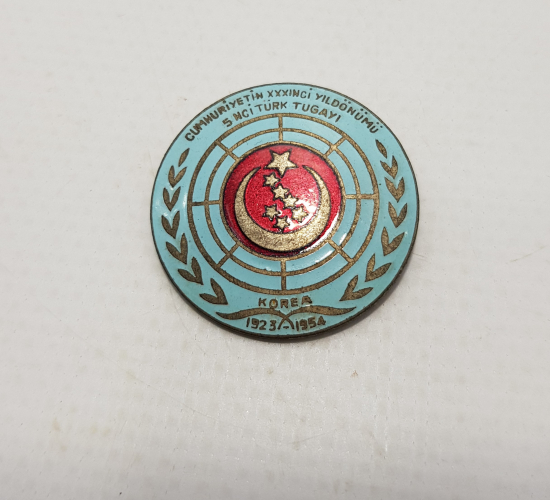 CUMHURİYETİN XXXINCİ YILDÖNÜMÜ
5 NCİ TÜRK TUGAYI
KOREA
1923-1954